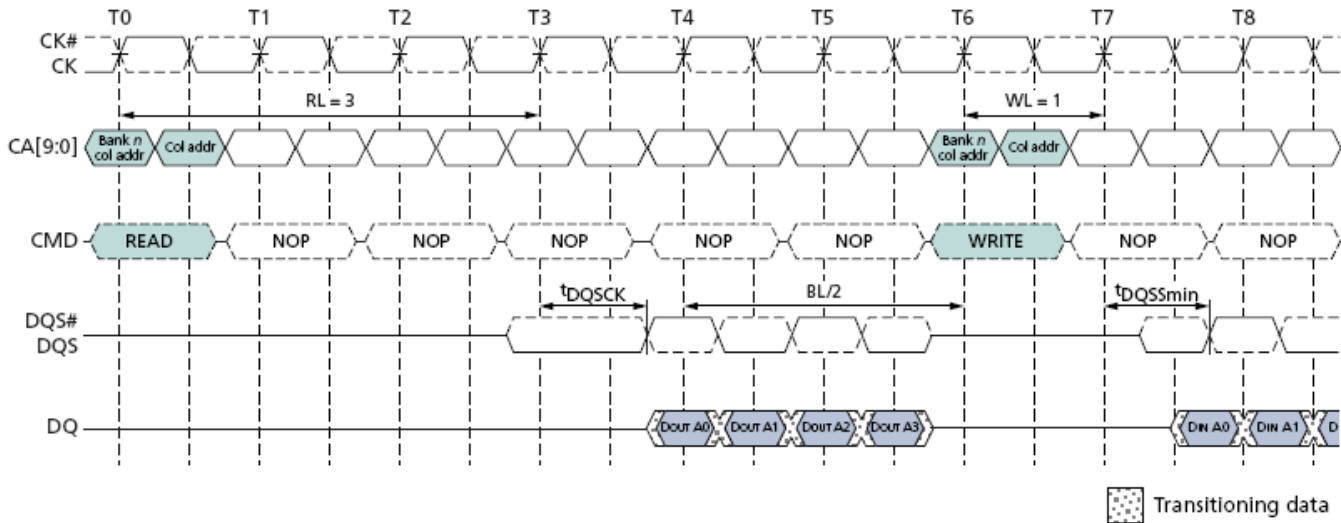 T0 T1 T2 T3 T4 T5 T6 T7 T8
CK#
CK
RL = 3 WL = 1
CA[9:0] Bank n col addr Col addr Bank n col addr Col addr
CMD READ NOP NOP NOP NOP NOP WRITE NOP NOP
tDQSCK BL/2 tDQSSmin
DQS#
DQS
DQ DOUT A0 DOUT A1 DOUT A2 DOUT A3 DIN A0 DIN A1 D
Transitioning data